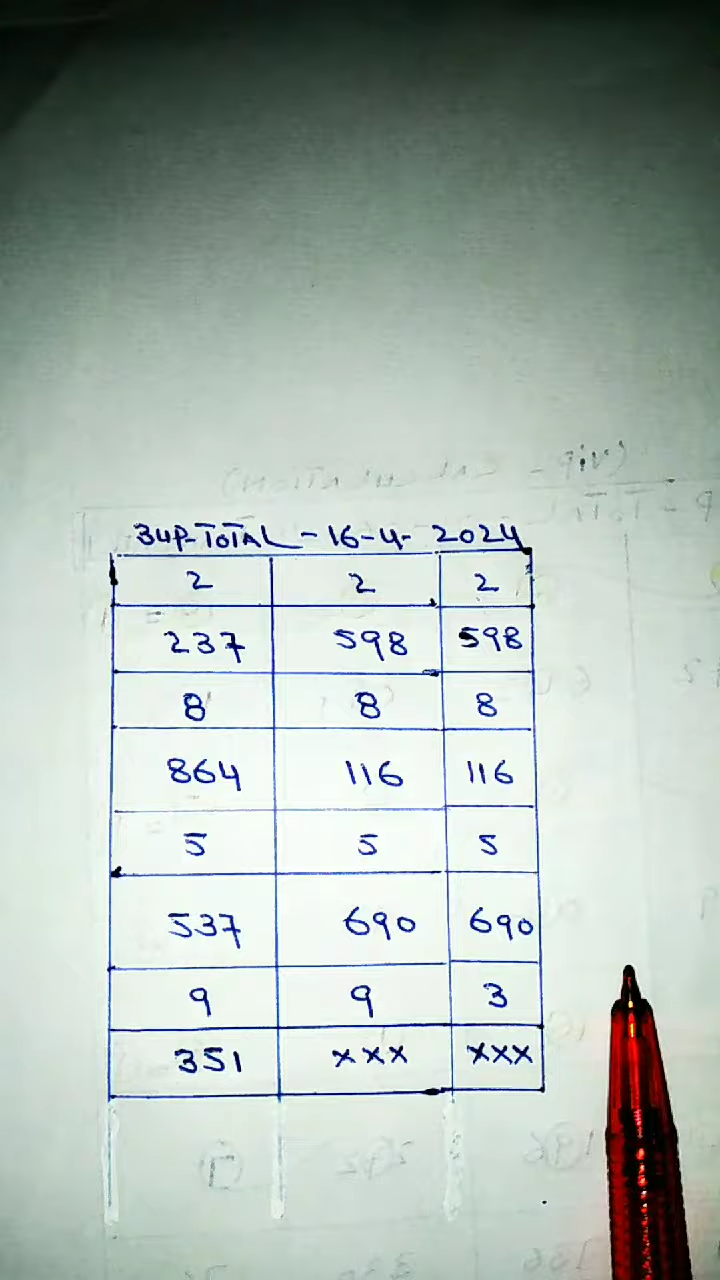 3UP-TOTAL-16-4-2024
2 2 2
237 598 598
8 8 8
864 116 116
5 5 5
537 690 690
9 9 3
351 xxx xxx